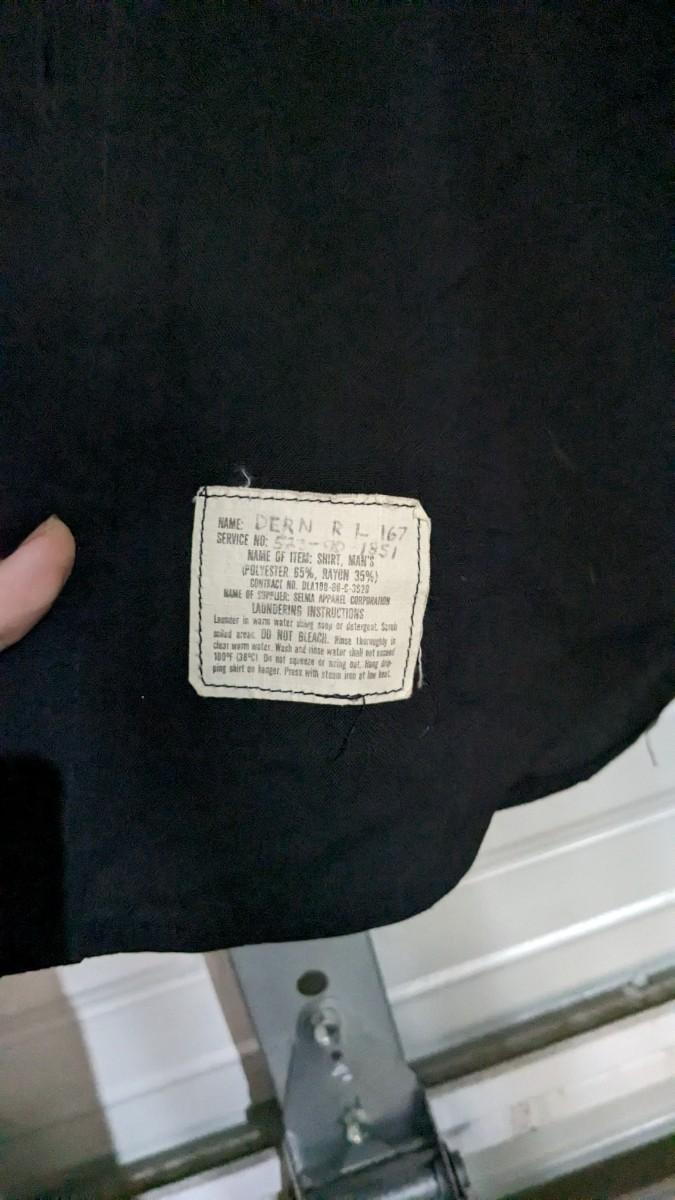 NAME: DERN R L 167
SERVICE NO:
NAME OF ITEM: SHIRT, MAN'S
(POLYESTER 65%, RAYON 35%)
CONTRACT NO.
NAME OF SUPPLIER: SELMA APPAREL CORPORATION
LAUNDERING INSTRUCTIONS
Launder in warm water using soap or detergent. Scrub
soiled areas. DO NOT BLEACH. Rinse thoroughly in
clear warm water. Wash and rinse water shall not exceed
100°F (38°C). Do not squeeze or wring out. Hang drip-
ping shirt on hanger. Press with steam iron at low heat.